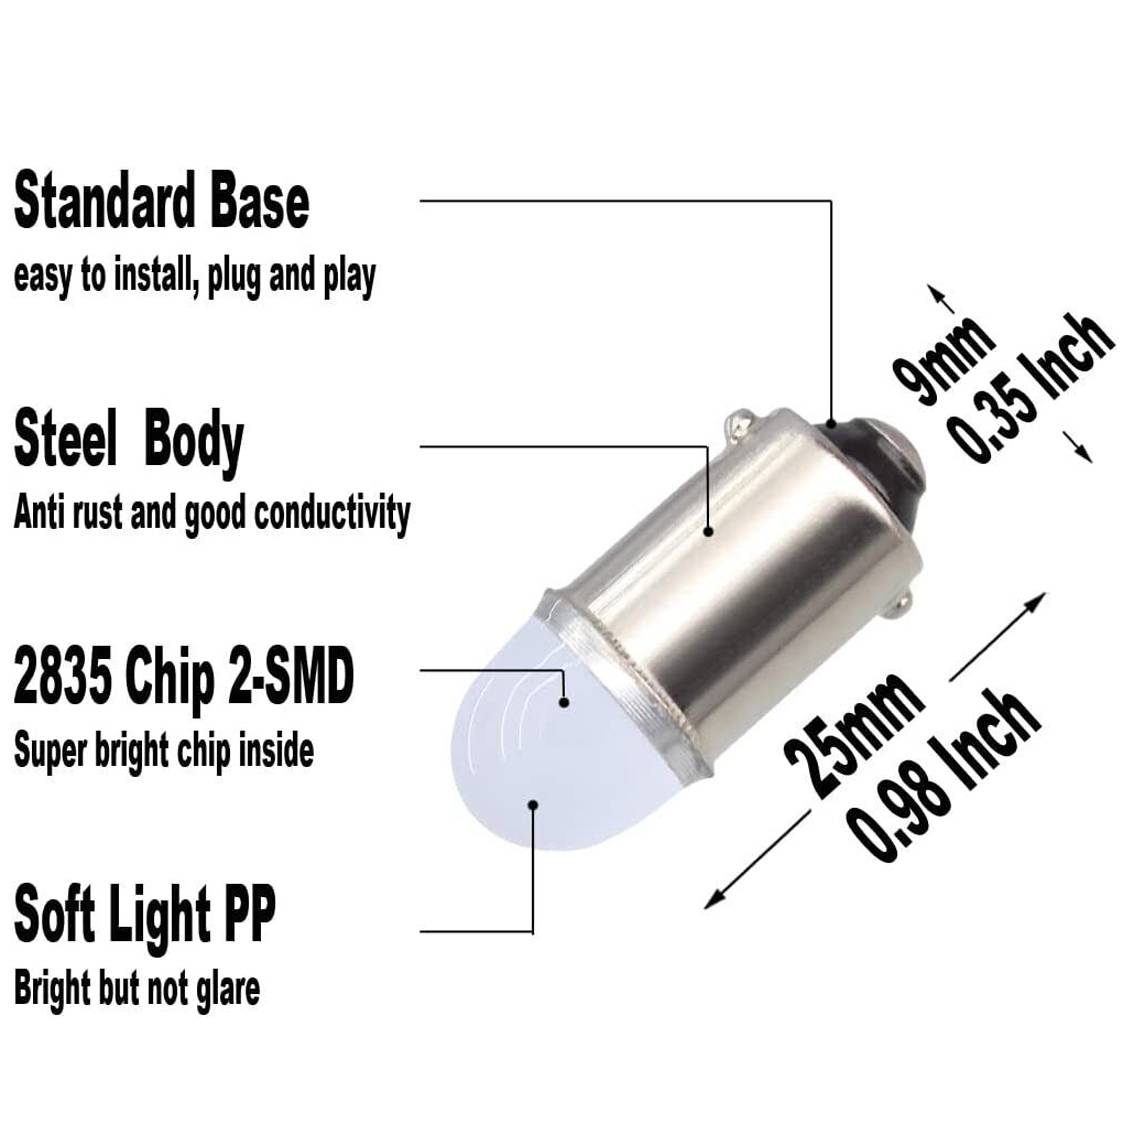 Standard Base
easy to install, plug and play
9mm
0.35 Inch
Steel Body
Anti rust and good conductivity
2835 Chip 2-SMD
Super bright chip inside
25mm
0.98 Inch
Soft Light PP
Bright but not glare